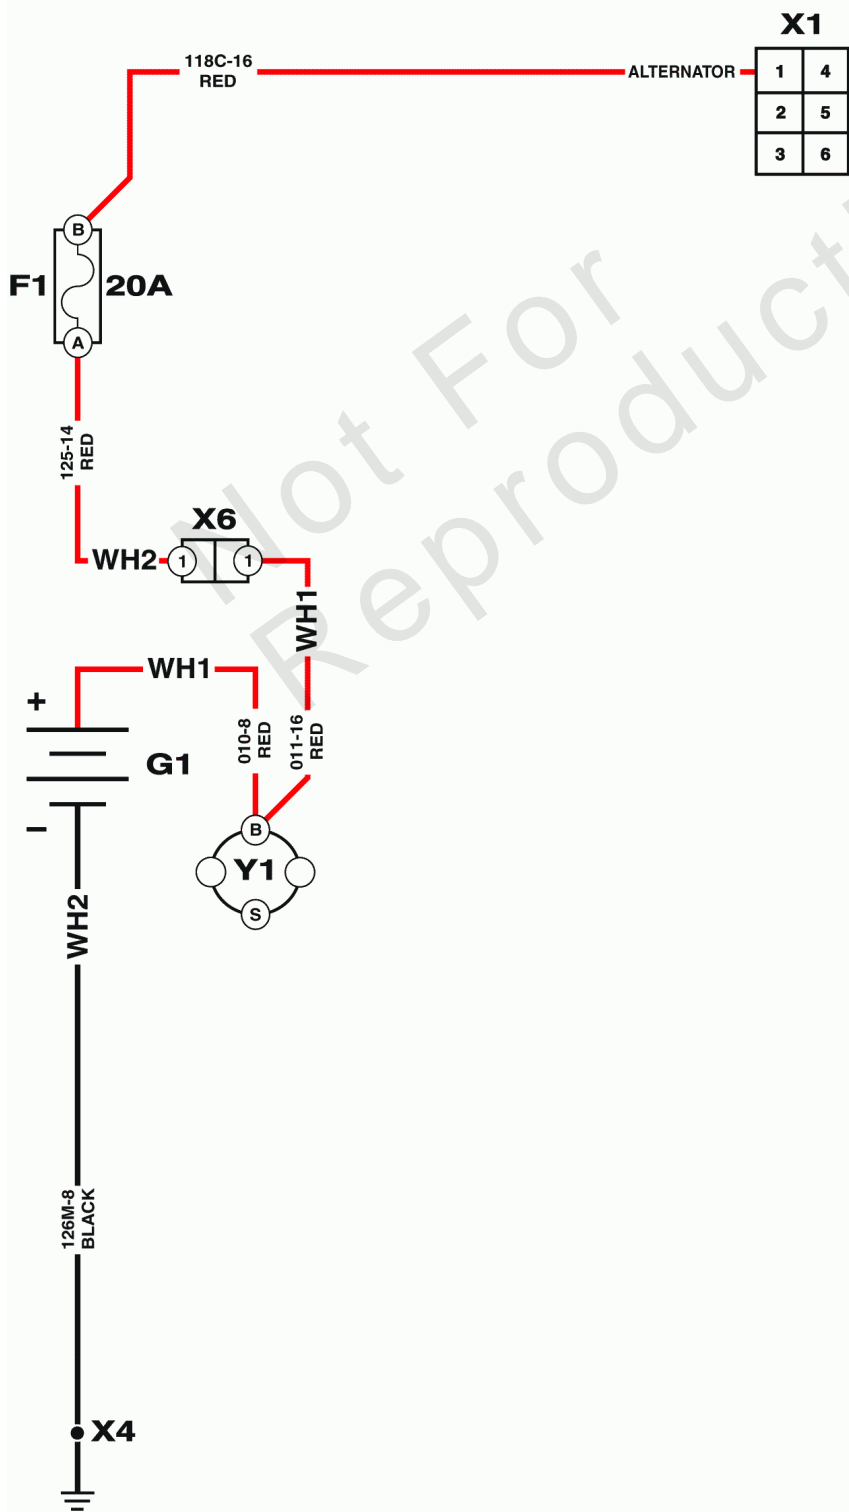 X1
118C-16
RED
ALTERNATOR
1
4
2
5
3
6
B
F1
20A
A
125-14
RED
X6
WH2
1
1
WH1
WH1
+
010-8
RED
011-16
RED
G1
B
–
Y1
S
WH2
126M-8
BLACK
X4
Not For
Reproducti